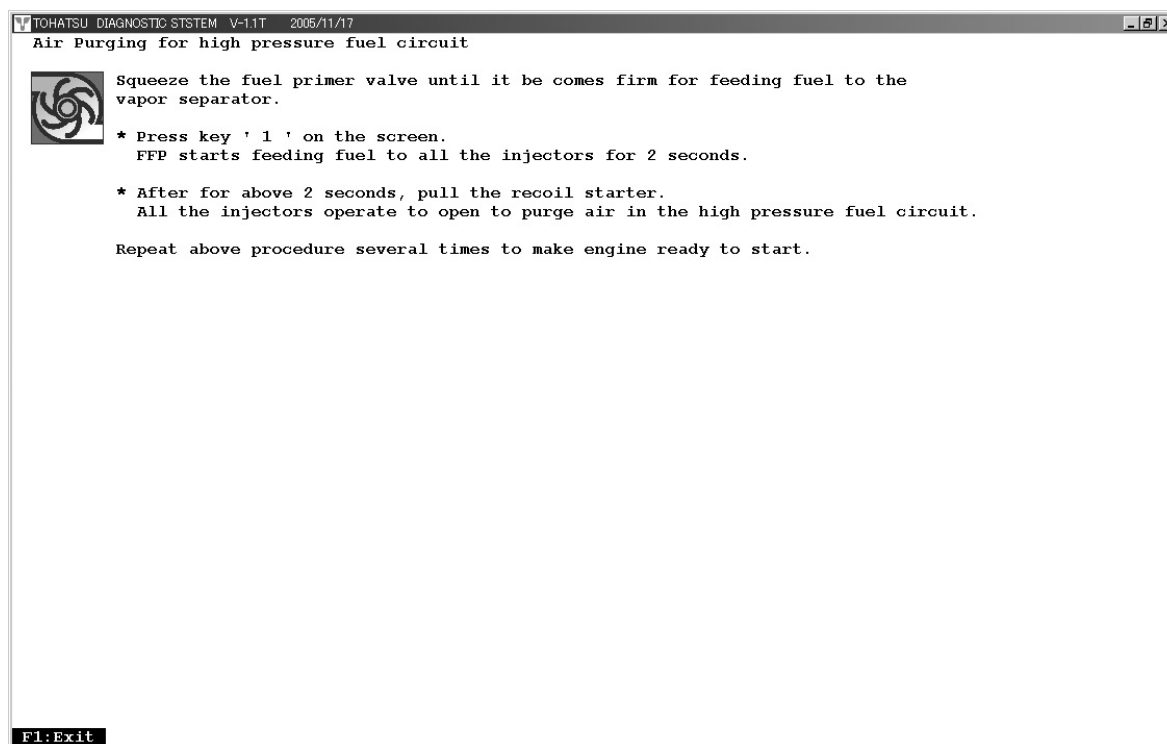 TOHATSU DIAGNOSTIC STSTEM V-1.1T 2005/11/17
Air Purging for high pressure fuel circuit
Squeeze the fuel primer valve until it be comes firm for feeding fuel to the
vapor separator.
* Press key ' 1 ' on the screen.
FFP starts feeding fuel to all the injectors for 2 seconds.
* After for above 2 seconds, pull the recoil starter.
All the injectors operate to open to purge air in the high pressure fuel circuit.
Repeat above procedure several times to make engine ready to start.
F1:Exit